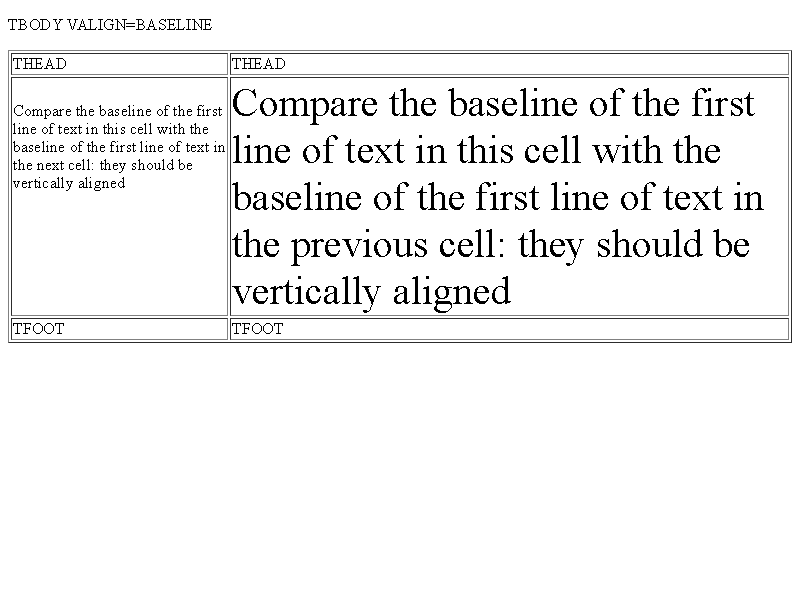 TBODY VALIGN=BASELINE
THEAD
THEAD
Compare the baseline of the first
line of text in this cell with the
baseline of the first line of text in
the next cell: they should be
vertically aligned
Compare the baseline of the first
line of text in this cell with the
baseline of the first line of text in
the previous cell: they should be
vertically aligned
TFOOT
TFOOT